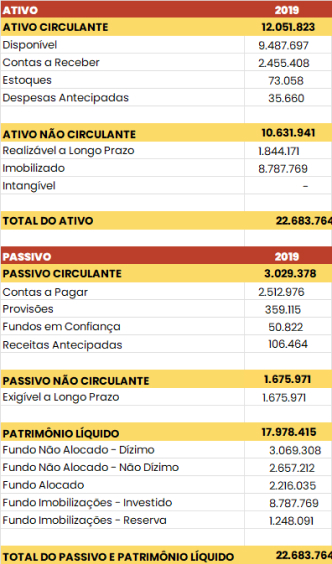 ATIVO 2019
ATIVO CIRCULANTE 12.051.823
Disponível 9.487.697
Contas a Receber 2.455.408
Estoques 73.058
Despesas Antecipadas 35.660
ATIVO NÃO CIRCULANTE 10.631.941
Realizável a Longo Prazo 1.844.171
Imobilizado 8.787.769
Intangível -
TOTAL DO ATIVO 22.683.764
PASSIVO 2019
PASSIVO CIRCULANTE 3.029.378
Contas a Pagar 2.512.976
Provisões 359.115
Fundos em Confiança 50.822
Receitas Antecipadas 106.464
PASSIVO NÃO CIRCULANTE 1.675.971
Exigível a Longo Prazo 1.675.971
PATRIMÔNIO LÍQUIDO 17.978.415
Fundo Não Alocado - Dízimo 3.069.308
Fundo Não Alocado - Não Dízimo 2.657.212
Fundo Alocado 2.216.035
Fundo Imobilizações - Investido 8.787.769
Fundo Imobilizações - Reserva 1.248.091
TOTAL DO PASSIVO E PATRIMÔNIO LÍQUIDO 22.683.764